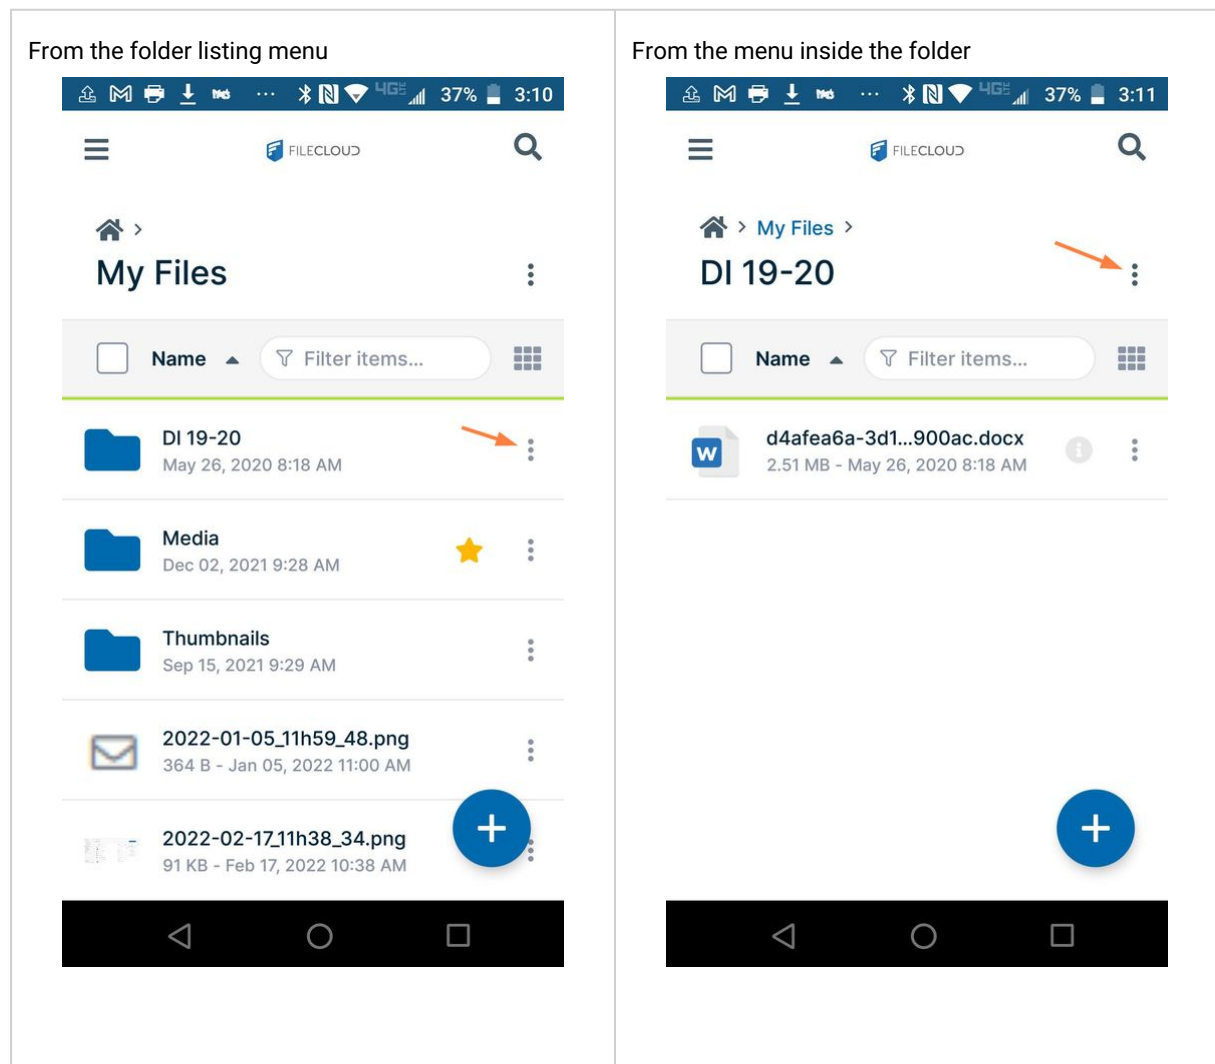 From the folder listing menu
37% 3:10
FILECLOUD
My Files
Name Filter items...
DI 19-20
May 26, 2020 8:18 AM
Media
Dec 02, 2021 9:28 AM
Thumbnails
Sep 15, 2021 9:29 AM
2022-01-05_11h59_48.png
364 B - Jan 05, 2022 11:00 AM
2022-02-17_11h38_34.png
91 KB - Feb 17, 2022 10:38 AM
From the menu inside the folder
37% 3:11
FILECLOUD
My Files
DI 19-20
Name Filter items...
d4afea6a-3d1...900ac.docx
2.51 MB - May 26, 2020 8:18 AM